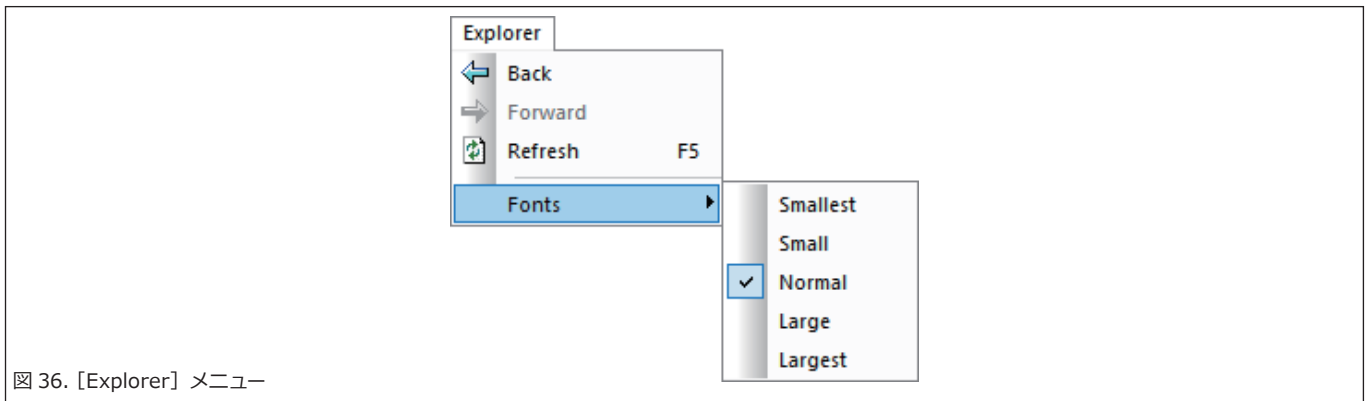 Explorer
Back
Forward
Refresh F5
Fonts
Smallest
Small
Normal
Large
Largest
図 36.［Explorer］メニュー